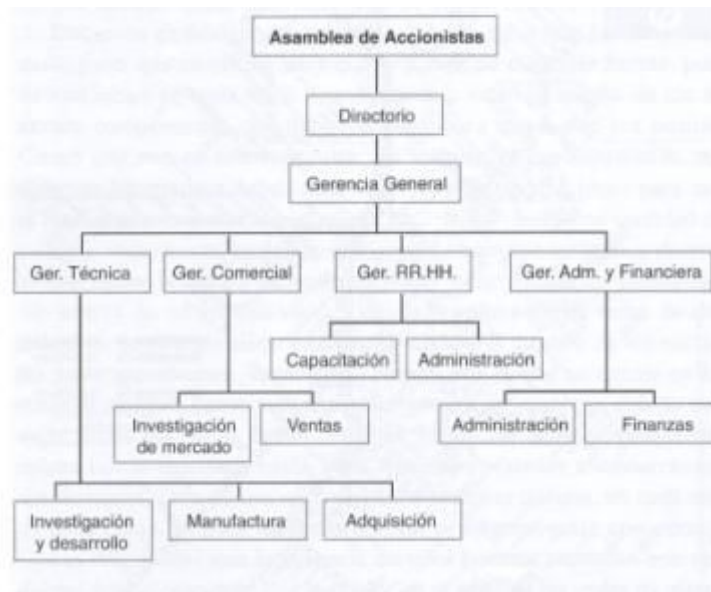 Asamblea de Accionistas
Directorio
Gerencia General
Ger. Técnica
Ger. Comercial
Ger. RR.HH.
Ger. Adm. y Financiera
Capacitación
Administración
Investigación
de mercado
Ventas
Administración
Finanzas
Investigación
y desarrollo
Manufactura
Adquisición